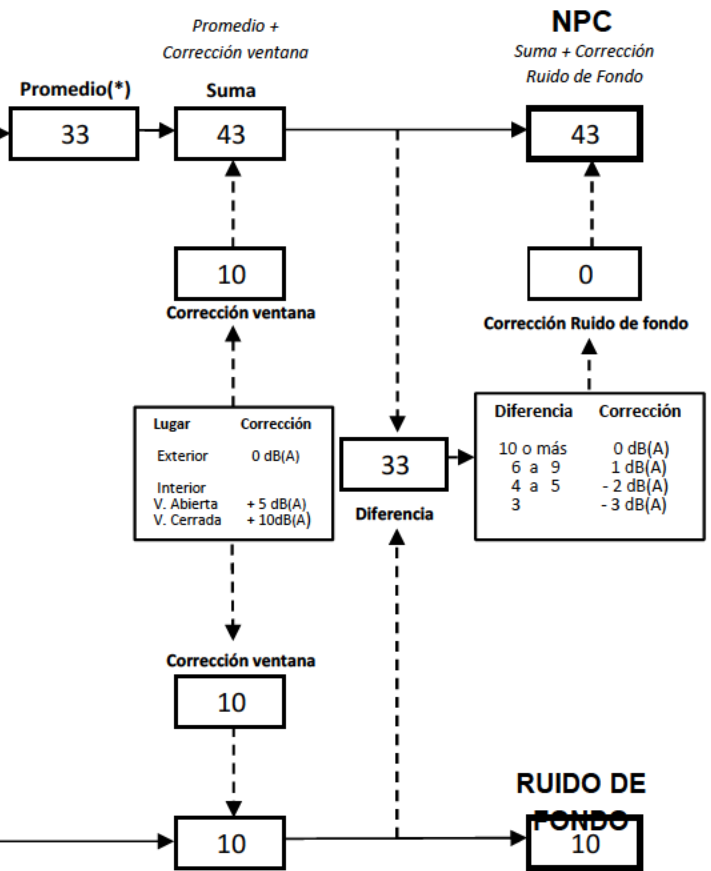 Promedio +
Corrección ventana
NPC
Suma + Corrección
Ruido de Fondo
Promedio(*)
Suma
33
43
43
10
0
Corrección ventana
Corrección Ruido de fondo
Lugar Corrección
Exterior 0 dB(A)
Interior
V. Abierta + 5 dB(A)
V. Cerrada + 10dB(A)
33
Diferencia
Diferencia Corrección
10 o más 0 dB(A)
6 a 9 1 dB(A)
4 a 5 - 2 dB(A)
3 - 3 dB(A)
Corrección ventana
10
RUIDO DE
FONDO
10
10